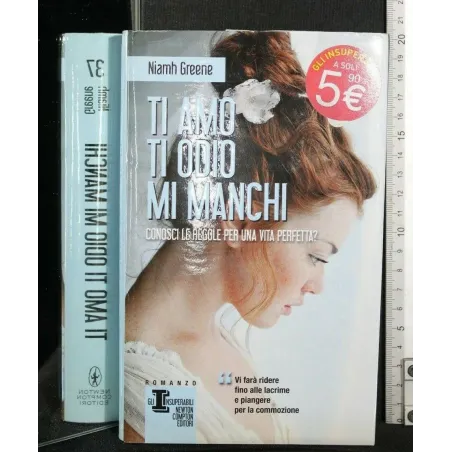 37
Niamh
Greene
TI AMO TI ODIO MI MANCHI
NEWTON
COMPTON
EDITORI
Niamh Greene
GLI INSUPER
A SOLI
5 90 €
TI AMO
TI ODIO
MI MANCHI
CONOSCI LE REGOLE PER UNA VITA PERFETTA?
ROMANZO
GLI INSUPERABILI
NEWTON
COMPTON
EDITORI
“ Vi farà ridere
fino alle lacrime
e piangere
per la commozione